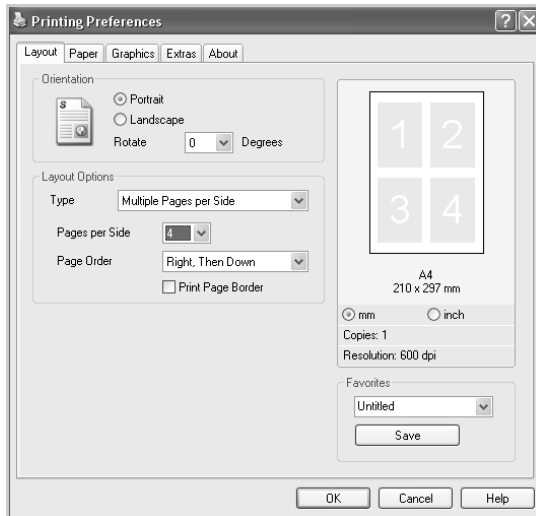 Printing Preferences
Layout Paper Graphics Extras About
Orientation
S
Portrait
Landscape
Rotate 0 Degrees
Layout Options
Type Multiple Pages per Side
Pages per Side 4
Page Order Right, Then Down
Print Page Border
1 2
3 4
A4
210 x 297 mm
mm inch
Copies: 1
Resolution: 600 dpi
Favorites
Untitled
Save
OK Cancel Help